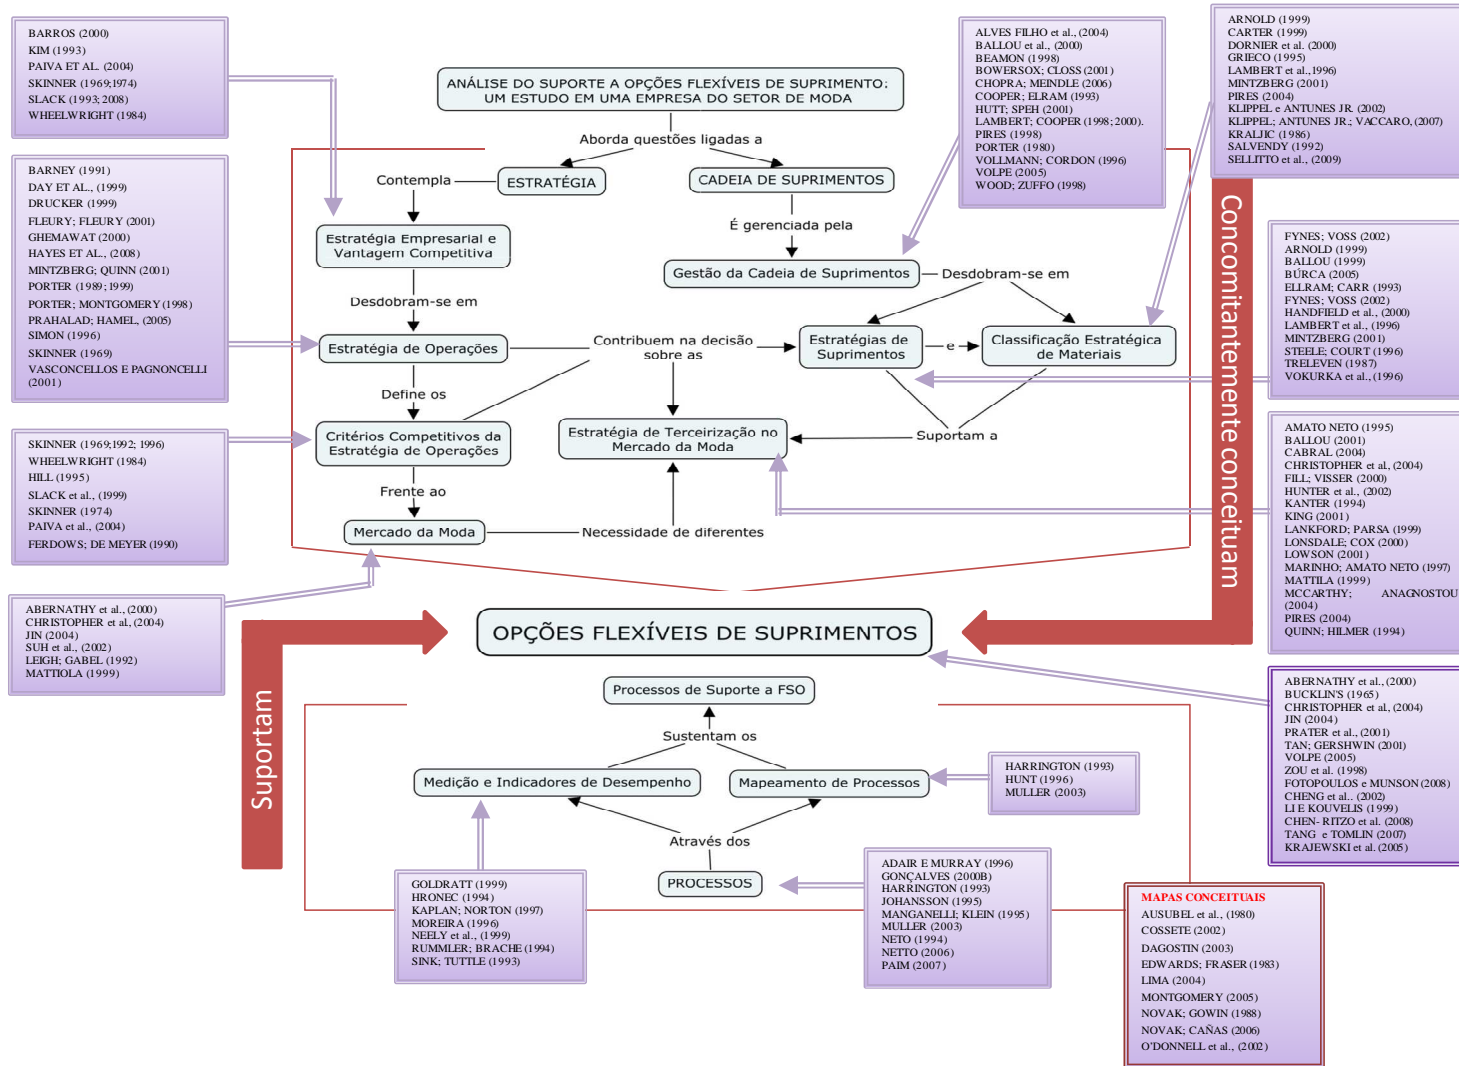 BARROS (2000)
KIM (1993)
PAIVA ET AL. (2004)
SKINNER (1969;1974)
SLACK (1993; 2008)
WHEELWRIGHT (1984)
ANÁLISE DO SUPORTE A OPÇÕES FLEXÍVEIS DE SUPRIMENTO:
UM ESTUDO EM UMA EMPRESA DO SETOR DE MODA
Aborda questões ligadas a
ESTRATÉGIA
CADEIA DE SUPRIMENTOS
Contempla
É gerenciada pela
Estratégia Empresarial e
Vantagem Competitiva
Gestão da Cadeia de Suprimentos
Desdobram-se em
Desdobram-se em
Estratégia de Operações
Contribuem na decisão
sobre as
Estratégias de
Suprimentos
e
Classificação Estratégica
de Materiais
Define os
Critérios Competitivos da
Estratégia de Operações
Estratégia de Terceirização no
Mercado da Moda
Suportam a
Frente ao
Mercado da Moda
Necessidade de diferentes
ALVES FILHO et al., (2004)
BALLOU et al., (2000)
BEAMON (1998)
BOWERSOX; CLOSS (2001)
CHOPRA; MEINDLE (2006)
COOPER; ELRAM (1993)
HUTT; SPEH (2001)
LAMBERT; COOPER (1998; 2000).
PIRES (1998)
PORTER (1980)
VOLLMANN; CORDON (1996)
VOLPE (2005)
WOOD; ZUFFO (1998)
ARNOLD (1999)
CARTER (1999)
DORNIER et al. (2000)
GRIECO (1995)
LAMBERT et al.,1996)
MINTZBERG (2001)
PIRES (2004)
KLIPPEL e ANTUNES JR. (2002)
KLIPPEL; ANTUNES JR.; VACCARO, (2007)
KRALJIC (1986)
SALVENDY (1992)
SELLITTO et al., (2009)
BARNEY (1991)
DAY ET AL., (1999)
DRUCKER (1999)
FLEURY; FLEURY (2001)
GHEMAWAT (2000)
HAYES ET AL., (2008)
MINTZBERG; QUINN (2001)
PORTER (1989; 1999)
PORTER; MONTGOMERY (1998)
PRAHALAD; HAMEL, (2005)
SIMON (1996)
SKINNER (1969)
VASCONCELLOS E PAGNONCELLI
(2001)
FYNES; VOSS (2002)
ARNOLD (1999)
BALLOU (1999)
BÚRCA (2005)
ELLRAM; CARR (1993)
FYNES; VOSS (2002)
HANDFIELD et al., (2000)
LAMBERT et al., (1996)
MINTZBERG (2001)
STEELE; COURT (1996)
TRELEVEN (1987)
VOKURKA et al., (1996)
SKINNER (1969;1992; 1996)
WHEELWRIGHT (1984)
HILL (1995)
SLACK et al., (1999)
SKINNER (1974)
PAIVA et al., (2004)
FERDOWS; DE MEYER (1990)
AMATO NETO (1995)
BALLOU (2001)
CABRAL (2004)
CHRISTOPHER et al., (2004)
FILL; VISSER (2000)
HUNTER et al., (2002)
KANTER (1994)
KING (2001)
LANKFORD; PARSA (1999)
LONSDALE; COX (2000)
LOWSON (2001)
MARINHO; AMATO NETO (1997)
MATTILA (1999)
MCCARTHY; ANAGNOSTOU
(2004)
PIRES (2004)
QUINN; HILMER (1994)
Concomitantemente conceituam
ABERNATHY et al., (2000)
CHRISTOPHER et al., (2004)
JIN (2004)
SUH et al., (2002)
LEIGH; GABEL (1992)
MATTIOLA (1999)
OPÇÕES FLEXÍVEIS DE SUPRIMENTOS
Suportam
ABERNATHY et al., (2000)
BUCKLIN'S (1965)
CHRISTOPHER et al., (2004)
JIN (2004)
PRATER et al., (2001)
TAN; GERSHWIN (2001)
VOLPE (2005)
ZOU et al. (1998)
FOTOPOULOS e MUNSON (2008)
CHENG et al.. (2002)
LI E KOUVELIS (1999)
CHEN- RITZO et al. (2008)
TANG e TOMLIN (2007)
KRAJEWSKI et al. (2005)
Processos de Suporte a FSO
Sustentam os
Medição e Indicadores de Desempenho
Mapeamento de Processos
Através dos
PROCESSOS
HARRINGTON (1993)
HUNT (1996)
MULLER (2003)
GOLDRATT (1999)
HRONEC (1994)
KAPLAN; NORTON (1997)
MOREIRA (1996)
NEELY et al., (1999)
RUMMLER; BRACHE (1994)
SINK; TUTTLE (1993)
ADAIR E MURRAY (1996)
GONÇALVES (2000B)
HARRINGTON (1993)
JOHANSSON (1995)
MANGANELLI; KLEIN (1995)
MULLER (2003)
NETO (1994)
NETTO (2006)
PAIM (2007)
MAPAS CONCEITUAIS
AUSUBEL et al., (1980)
COSSETE (2002)
DAGOSTIN (2003)
EDWARDS; FRASER (1983)
LIMA (2004)
MONTGOMERY (2005)
NOVAK; GOWIN (1988)
NOVAK; CAÑAS (2006)
O'DONNELL et al., (2002)